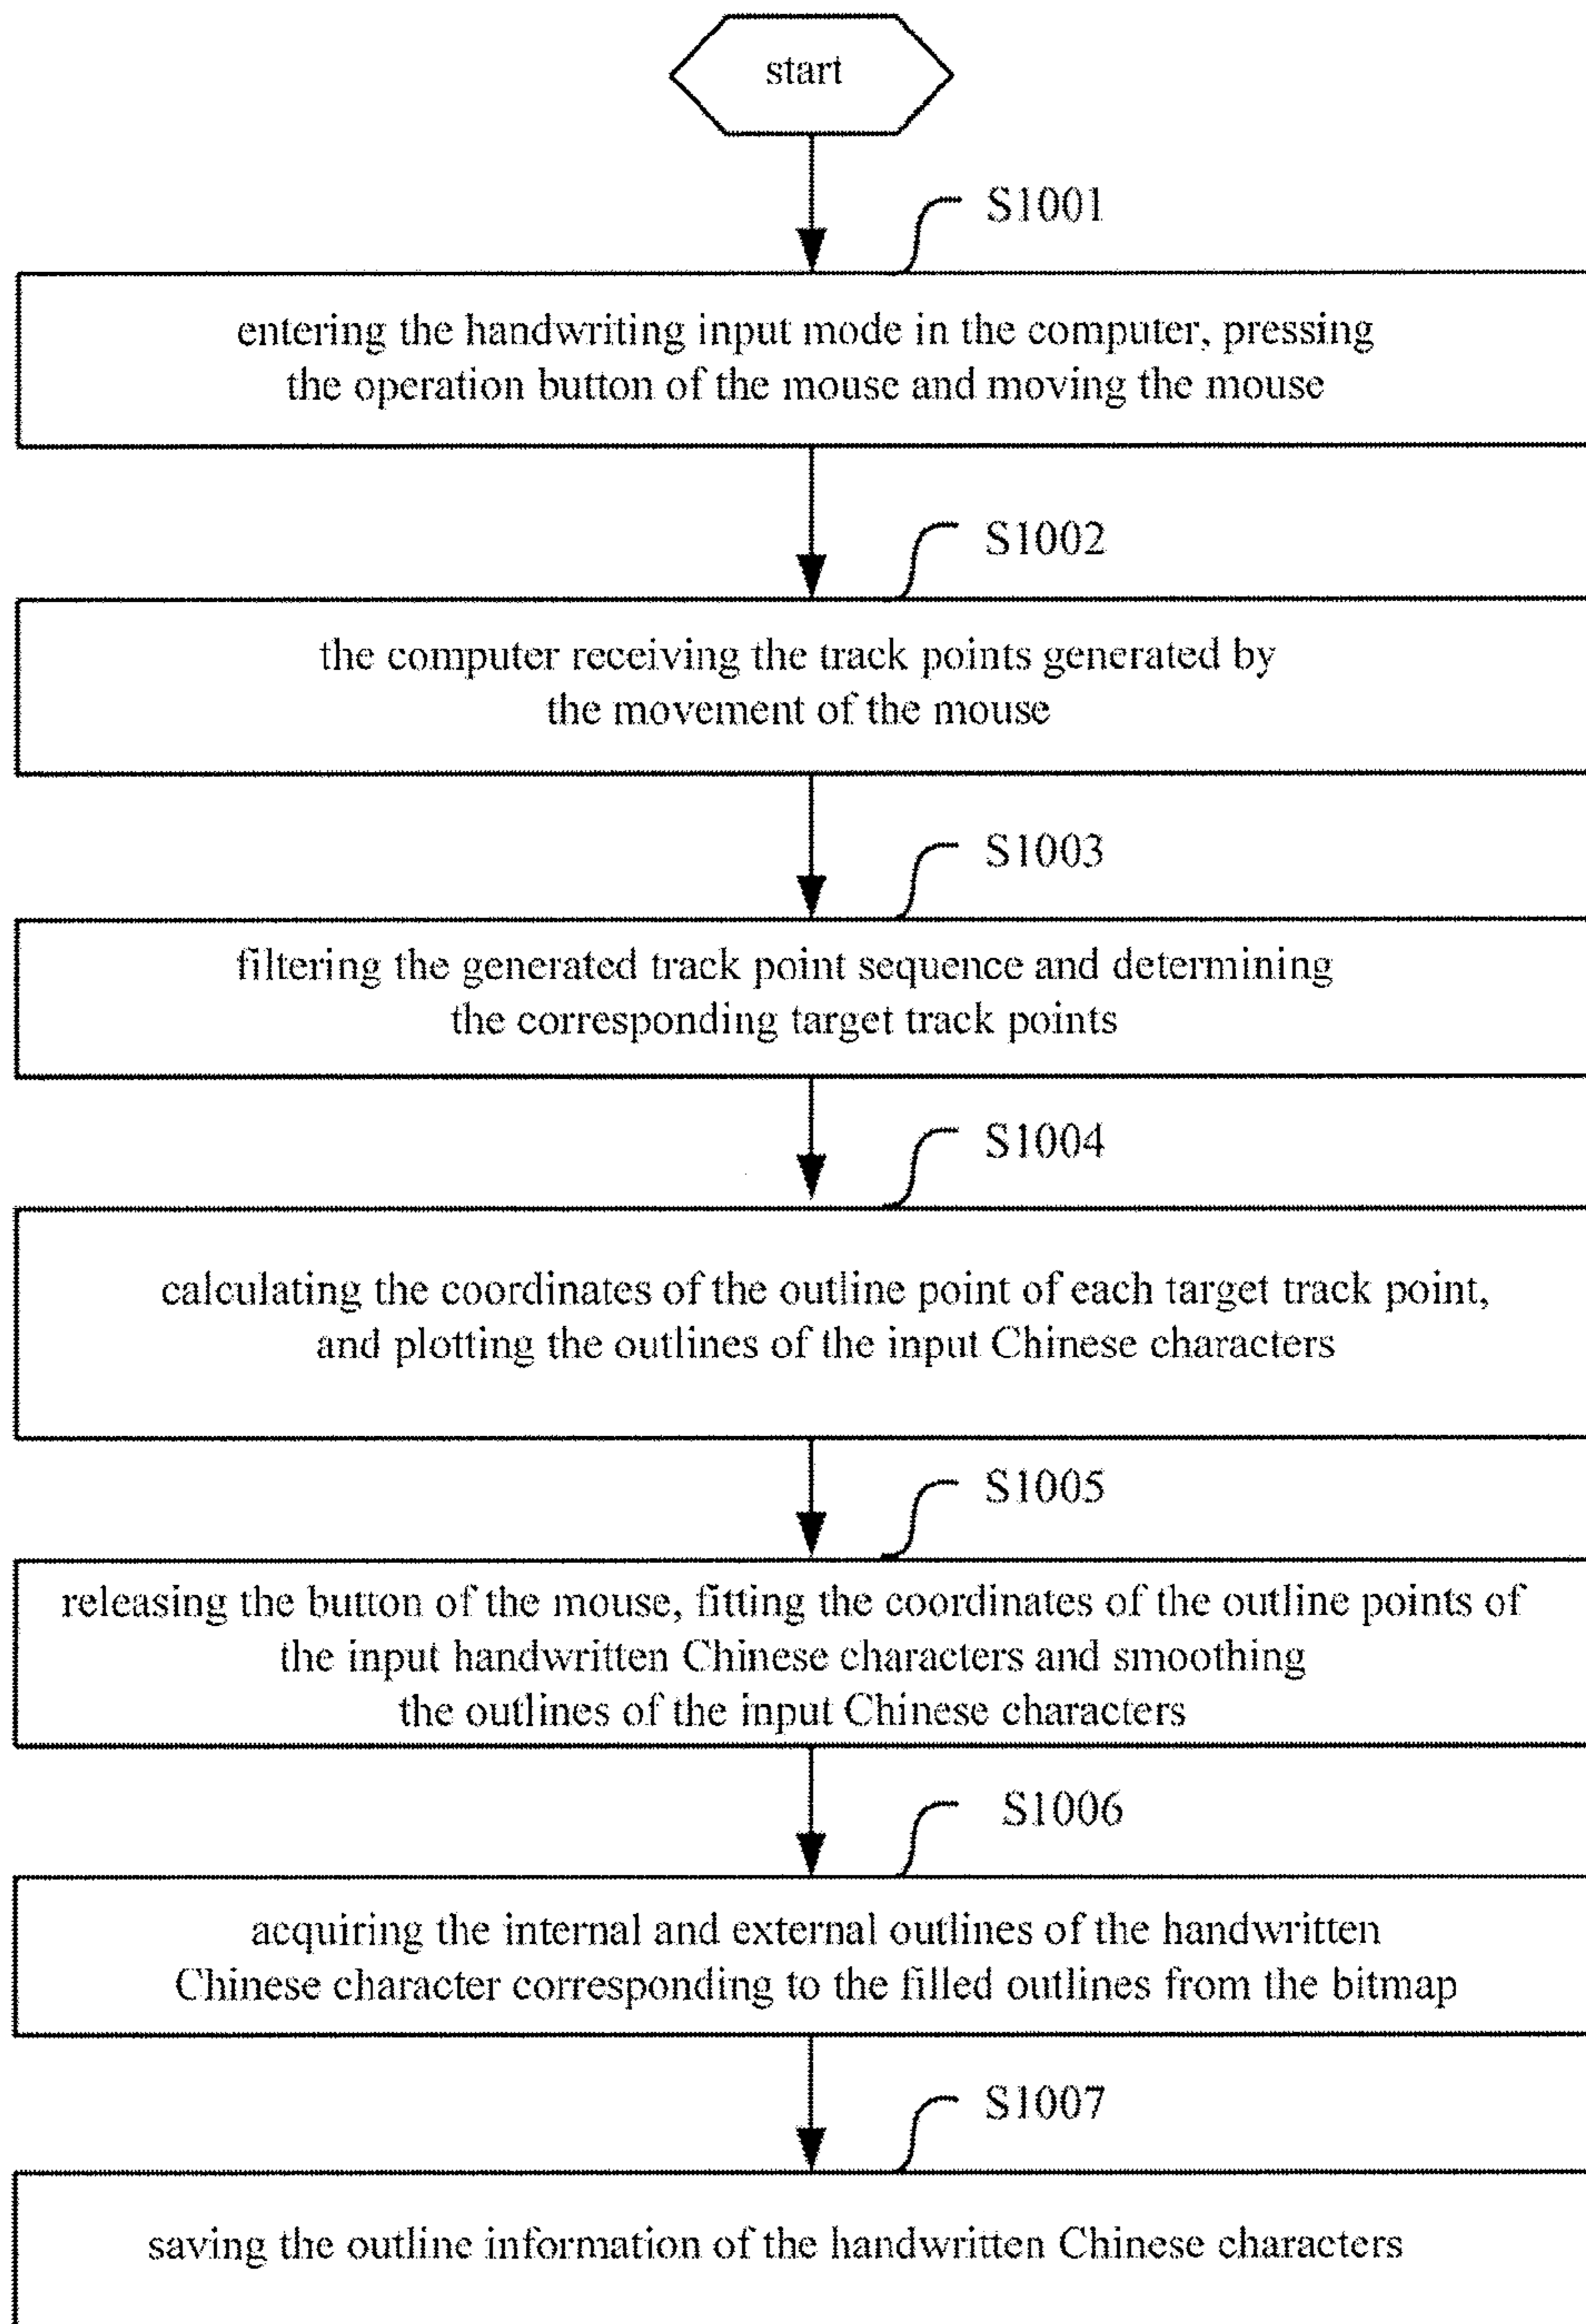 start
S1001
entering the handwriting input mode in the computer, pressing
the operation button of the mouse and moving the mouse
S1002
the computer receiving the track points generated by
the movement of the mouse
S1003
filtering the generated track point sequence and determining
the corresponding target track points
S1004
calculating the coordinates of the outline point of each target track point,
and plotting the outlines of the input Chinese characters
S1005
releasing the button of the mouse, fitting the coordinates of the outline points of
the input handwritten Chinese characters and smoothing
the outlines of the input Chinese characters
S1006
acquiring the internal and external outlines of the handwritten
Chinese character corresponding to the filled outlines from the bitmap
S1007
saving the outline information of the handwritten Chinese characters